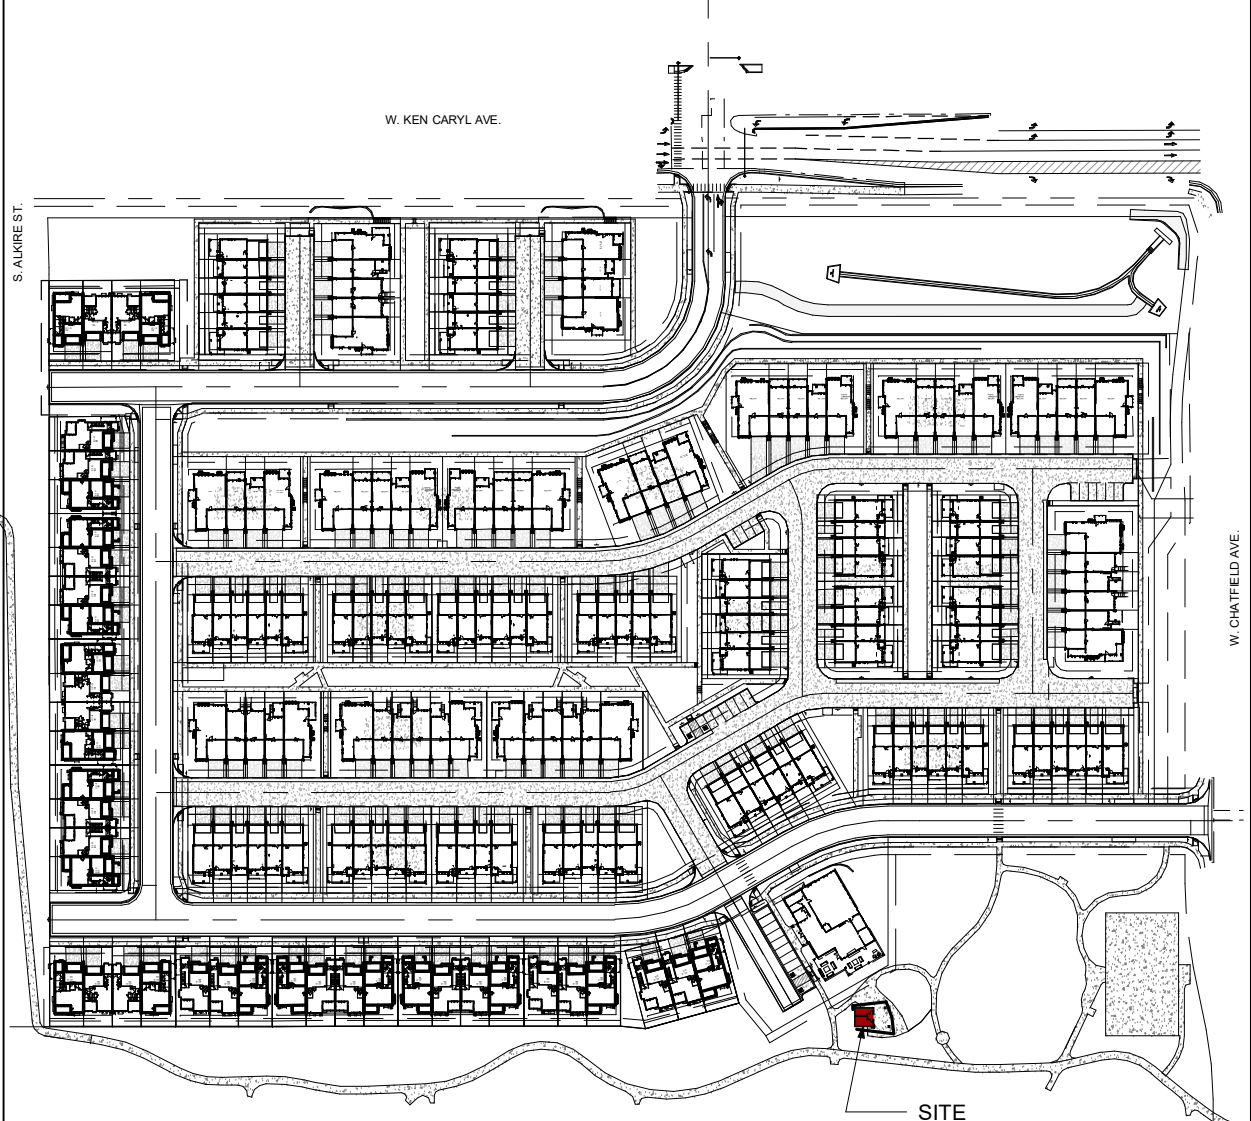 W. KEN CARYL AVE.
S. ALKIRE ST.
W. CHATFIELD AVE.
SITE